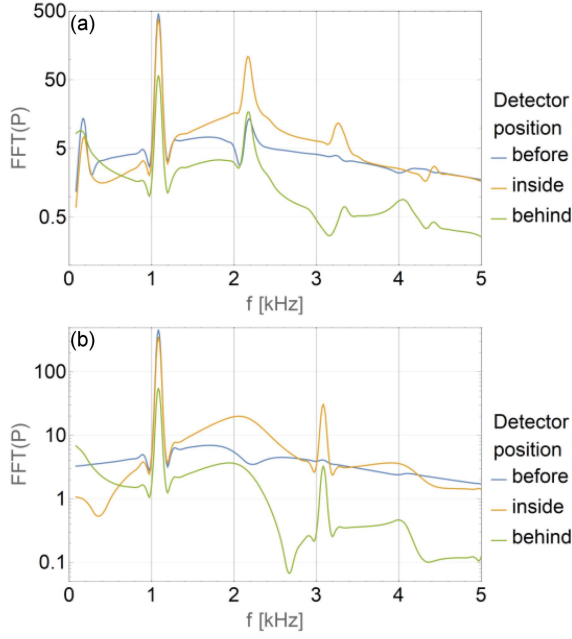 (a)
500
50
5
0.5
FFT(P)
0 1 2 3 4 5
f [kHz]
Detector
position
before
inside
behind
(b)
100
10
1
0.1
FFT(P)
0 1 2 3 4 5
f [kHz]
Detector
position
before
inside
behind